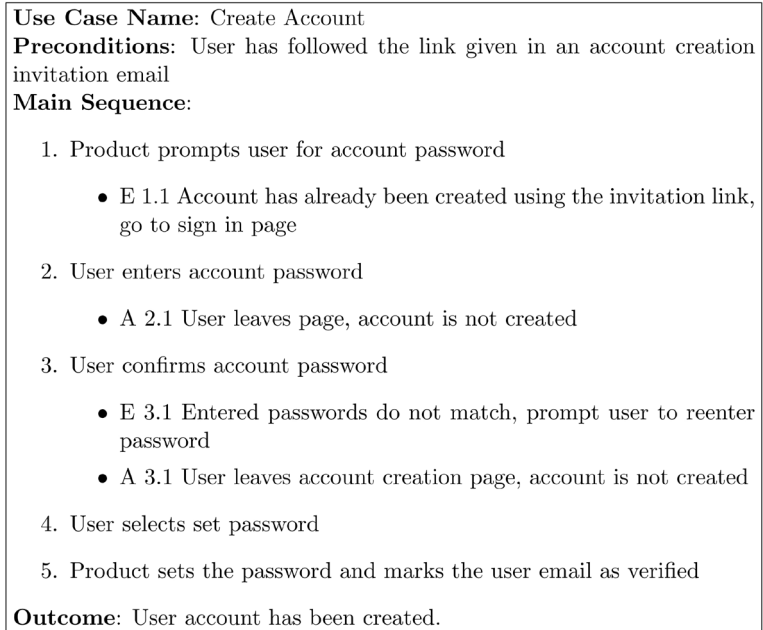 Use Case Name: Create Account
Preconditions: User has followed the link given in an account creation
invitation email
Main Sequence:
1. Product prompts user for account password
• E 1.1 Account has already been created using the invitation link,
go to sign in page
2. User enters account password
• A 2.1 User leaves page, account is not created
3. User confirms account password
• E 3.1 Entered passwords do not match, prompt user to reenter
password
• A 3.1 User leaves account creation page, account is not created
4. User selects set password
5. Product sets the password and marks the user email as verified
Outcome: User account has been created.